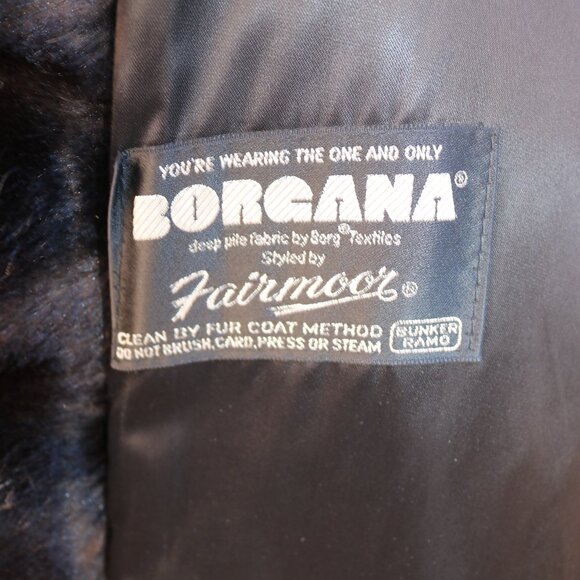 YOU'RE WEARING THE ONE AND ONLY
BORGANA®
deep pile fabric by Borg® Textiles
Styled by
Fairmoor®
CLEAN BY FUR COAT METHOD
DO NOT BRUSH, CARD, PRESS OR STEAM
BUNKER
RAMO